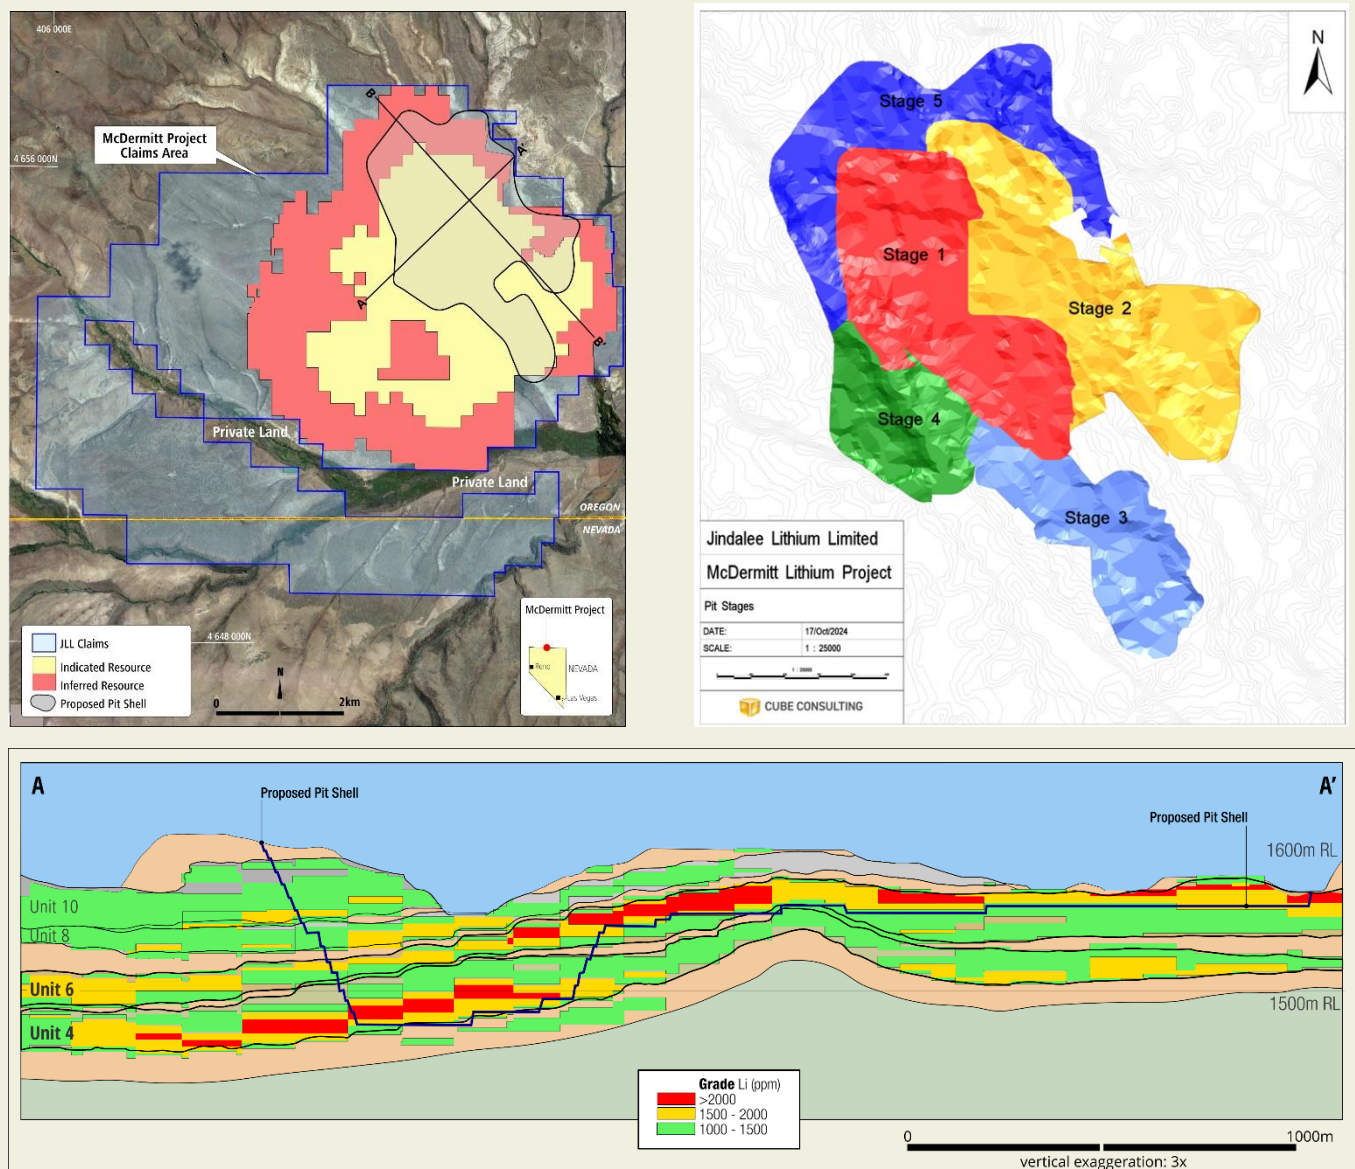 406 000E
McDermitt Project
Claims Area
4 656 000N
B
A'
A
B'
Private Land
Private Land
OREGON
NEVADA
4 648 000N
JLL Claims
Indicated Resource
Inferred Resource
Proposed Pit Shell
N
0
2km
McDermitt Project
Reno
NEVADA
Las Vegas
N
Stage 5
Stage 1
Stage 2
Stage 4
Stage 3
Jindalee Lithium Limited
McDermitt Lithium Project
Pit Stages
DATE: 17/Oct/2024
SCALE: 1 : 25000
1 : 25000
CUBE CONSULTING
A
A'
Proposed Pit Shell
Proposed Pit Shell
1600m RL
Unit 10
Unit 8
Unit 6
Unit 4
1500m RL
Grade Li (ppm)
>2000
1500 - 2000
1000 - 1500
0
1000m
vertical exaggeration: 3x